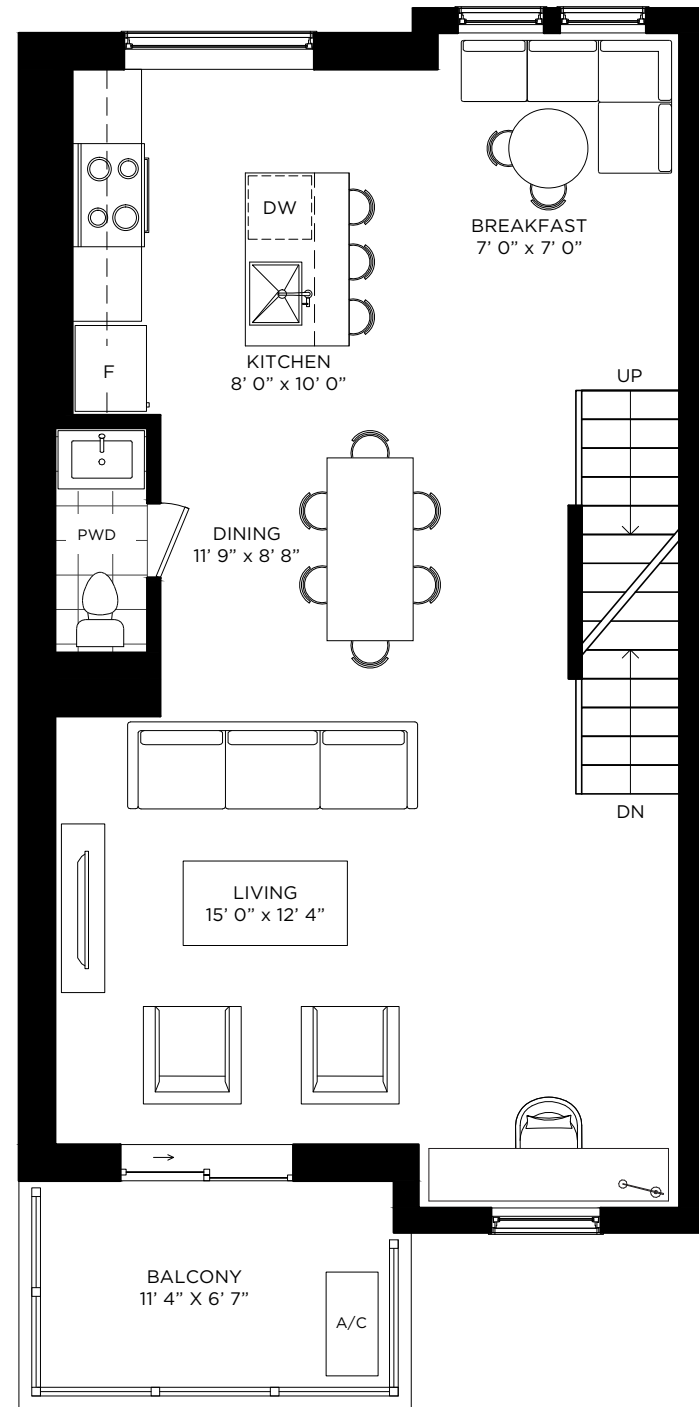 DW
BREAKFAST
7’ 0” x 7’ 0”
F
KITCHEN
8’ 0” x 10’ 0”
UP
PWD
DINING
11’ 9” x 8’ 8”
DN
LIVING
15’ 0” x 12’ 4”
BALCONY
11’ 4” X 6’ 7”
A/C